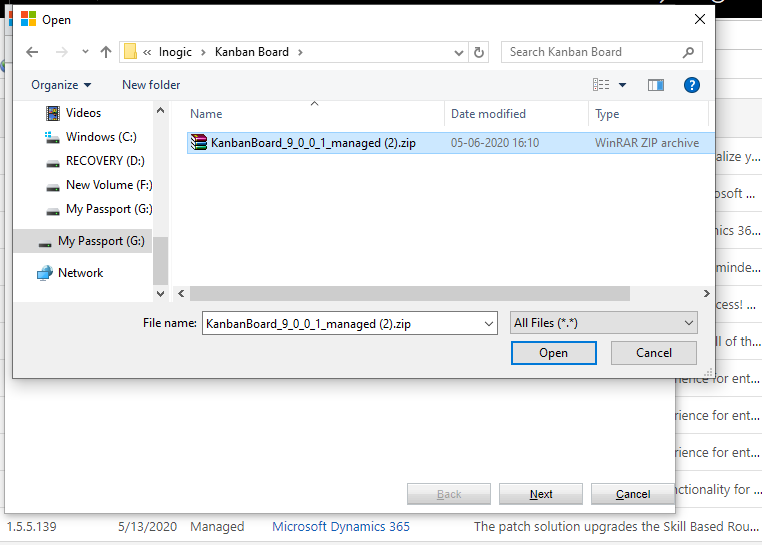 Open
« Inogic › Kanban Board ›
Search Kanban Board
Organize
New folder
?
Videos
Windows (C:)
RECOVERY (D:)
New Volume (F:)
My Passport (G:)
My Passport (G:)
Network
Name
Date modified
Type
KanbanBoard_9_0_0_1_managed (2).zip
05-06-2020 16:10
WinRAR ZIP archive
File name:
KanbanBoard_9_0_0_1_managed (2).zip
All Files (*.*)
Open
Cancel
alize y...
osoft ...
mics 36...
minde...
cess! ...
ll of th...
rience for ent...
rience for ent...
rience for ent...
nctionality for ...
Back
Next
Cancel
1.5.5.139 5/13/2020 Managed Microsoft Dynamics 365 The patch solution upgrades the Skill Based Rou...